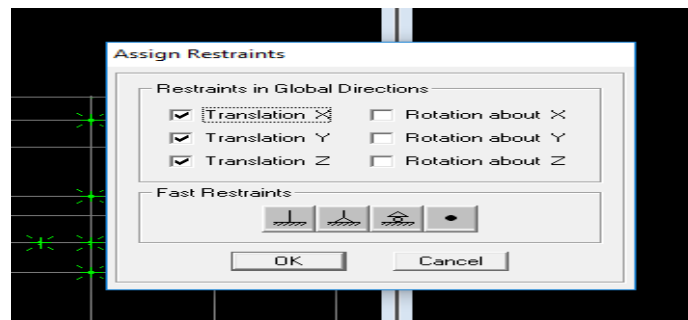 Assign Restraints
Restraints in Global Directions
Translation X Rotation about X
Translation Y Rotation about Y
Translation Z Rotation about Z
Fast Restraints
OK Cancel